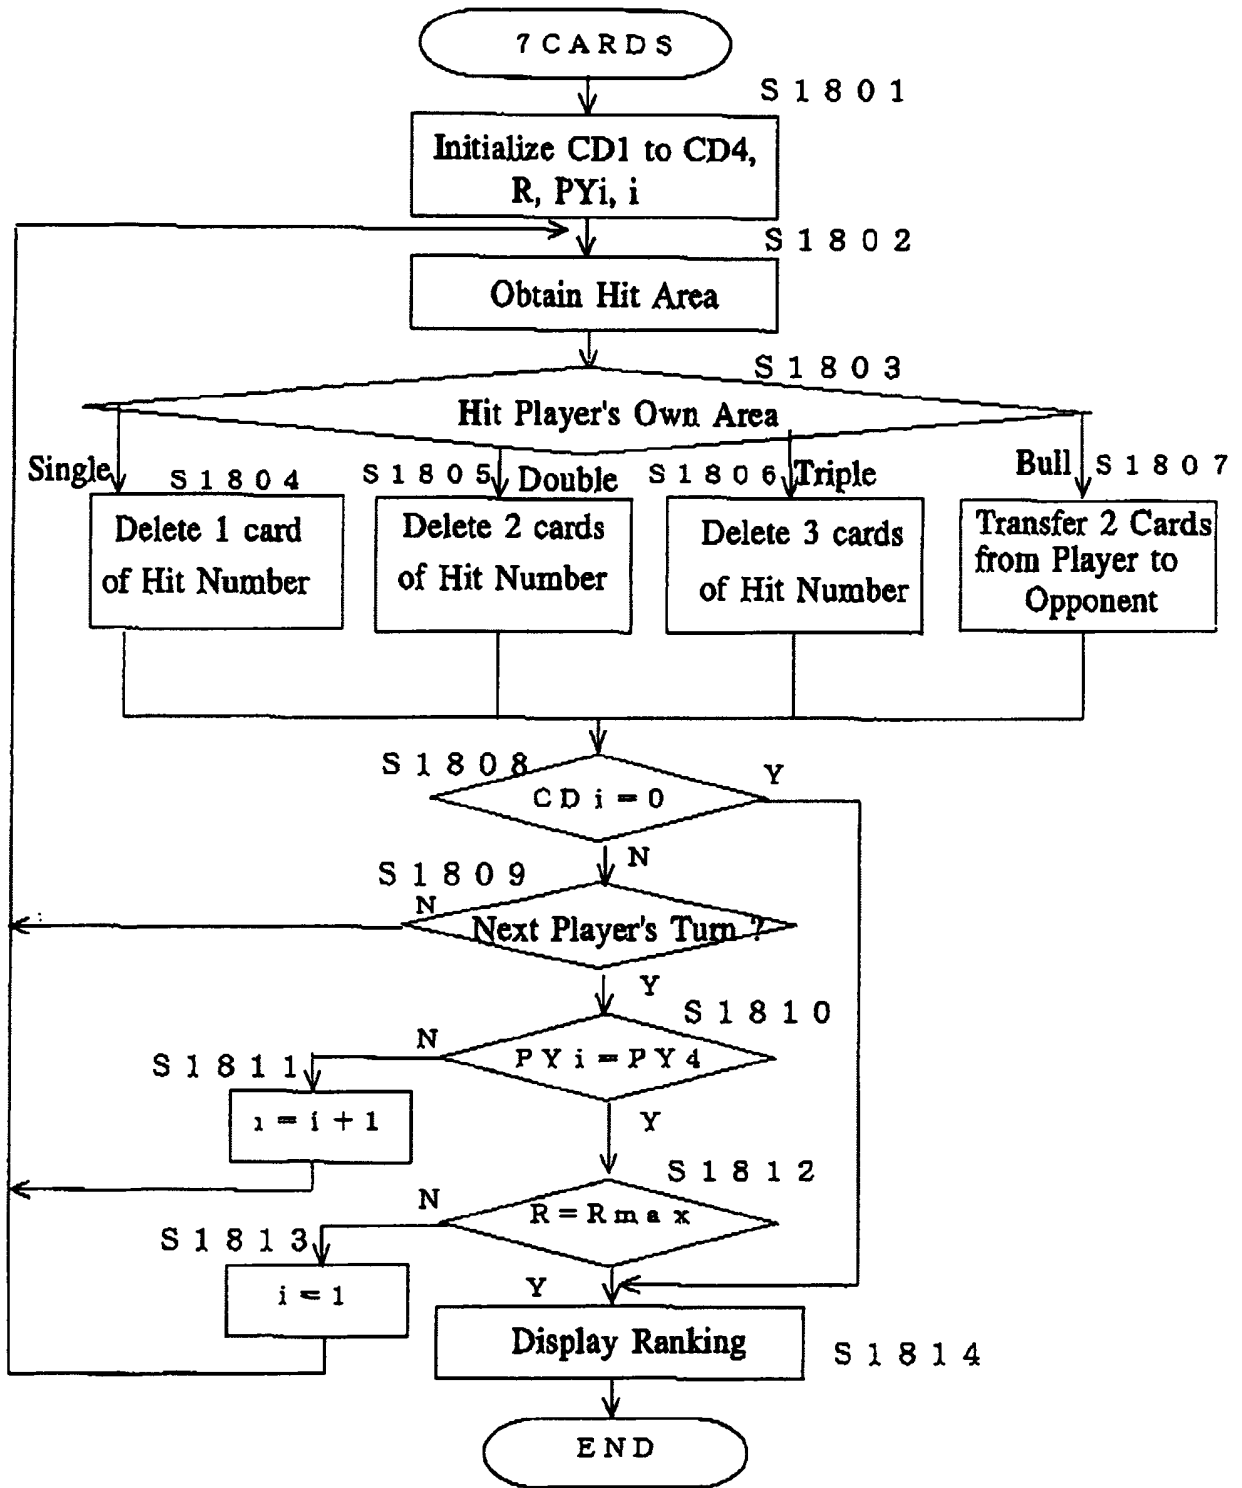 7 CARDS
S1801
Initialize CD1 to CD4,
R, PYi, i
S1802
Obtain Hit Area
S1803
Hit Player's Own Area
Single
S1804
Delete 1 card
of Hit Number
S1805
Double
Delete 2 cards
of Hit Number
S1806
Triple
Delete 3 cards
of Hit Number
Bull
S1807
Transfer 2 Cards
from Player to
Opponent
S1808
CDi=0
Y
N
S1809
N
Next Player's Turn ?
Y
S1810
N
PYi=PY4
S1811
i = i + 1
Y
S1812
N
R=Rmax
S1813
i = 1
Y
Display Ranking
S1814
END